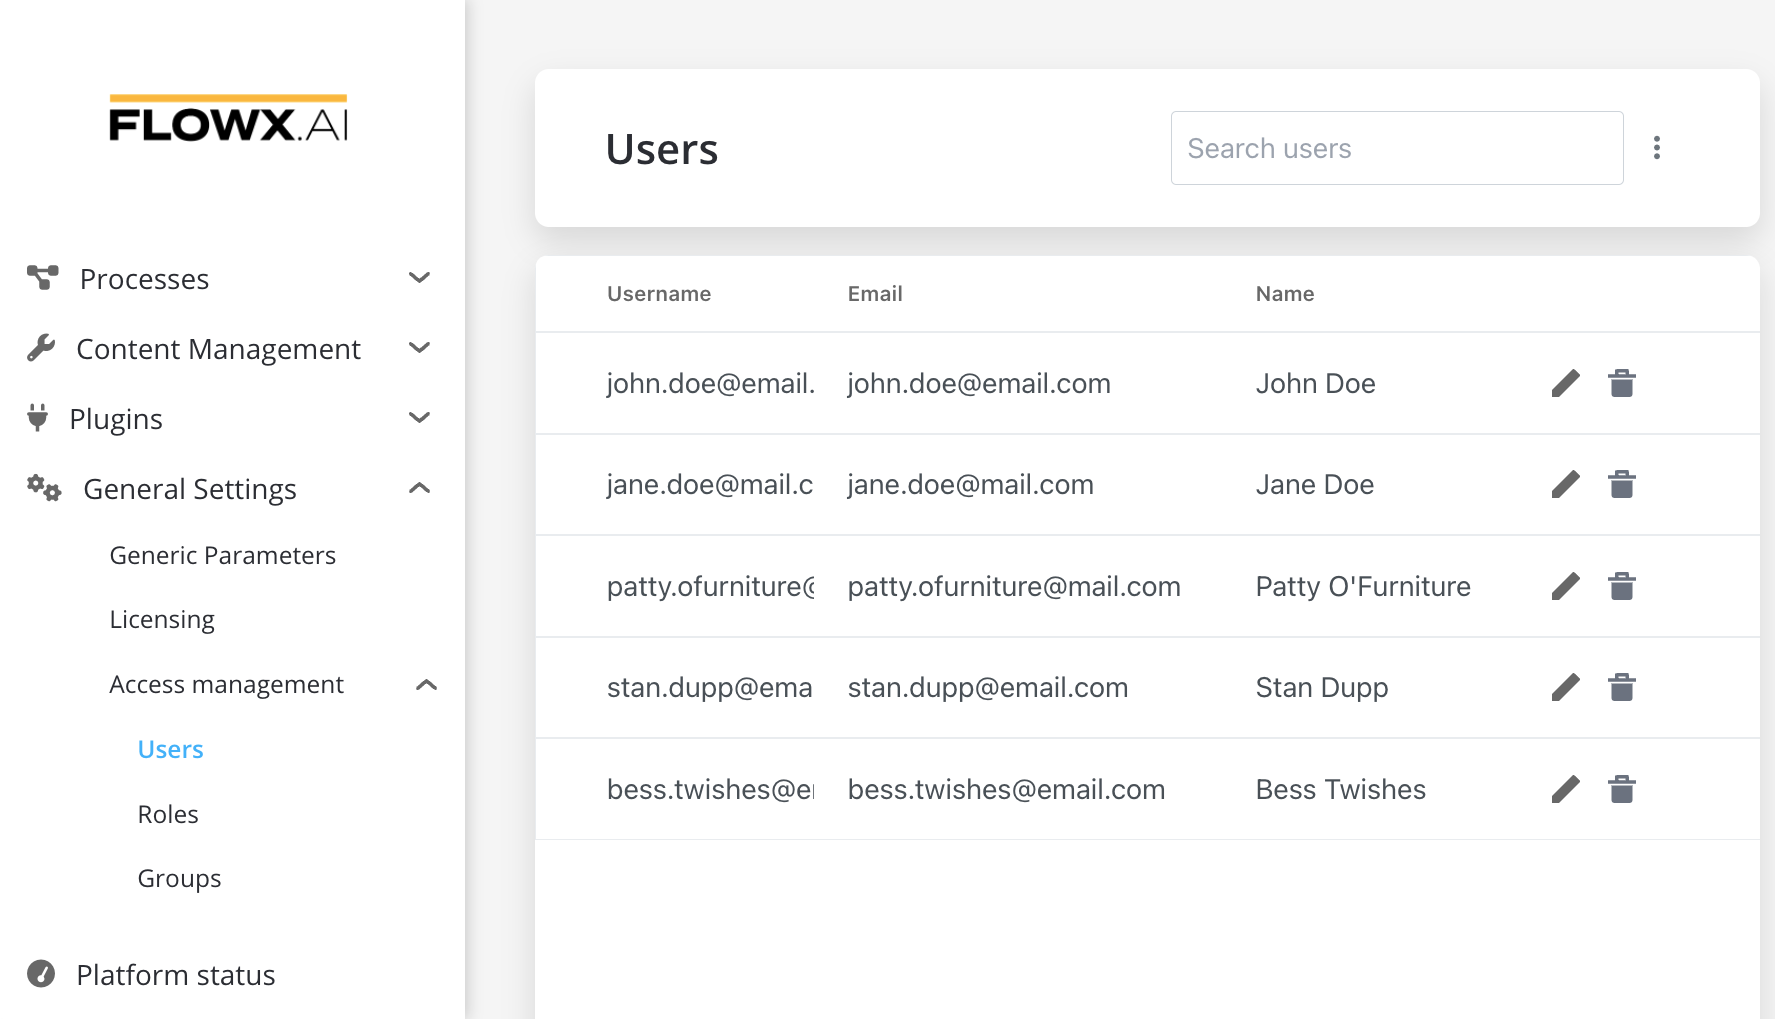 FLOWX.AI
Processes
Content Management
Plugins
General Settings
Generic Parameters
Licensing
Access management
Users
Roles
Groups
Platform status
Users
Search users
Username Email Name
john.doe@email. john.doe@email.com John Doe
jane.doe@mail.c jane.doe@mail.com Jane Doe
patty.ofurniture@ patty.ofurniture@mail.com Patty O'Furniture
stan.dupp@ema stan.dupp@email.com Stan Dupp
bess.twishes@e bess.twishes@email.com Bess Twishes